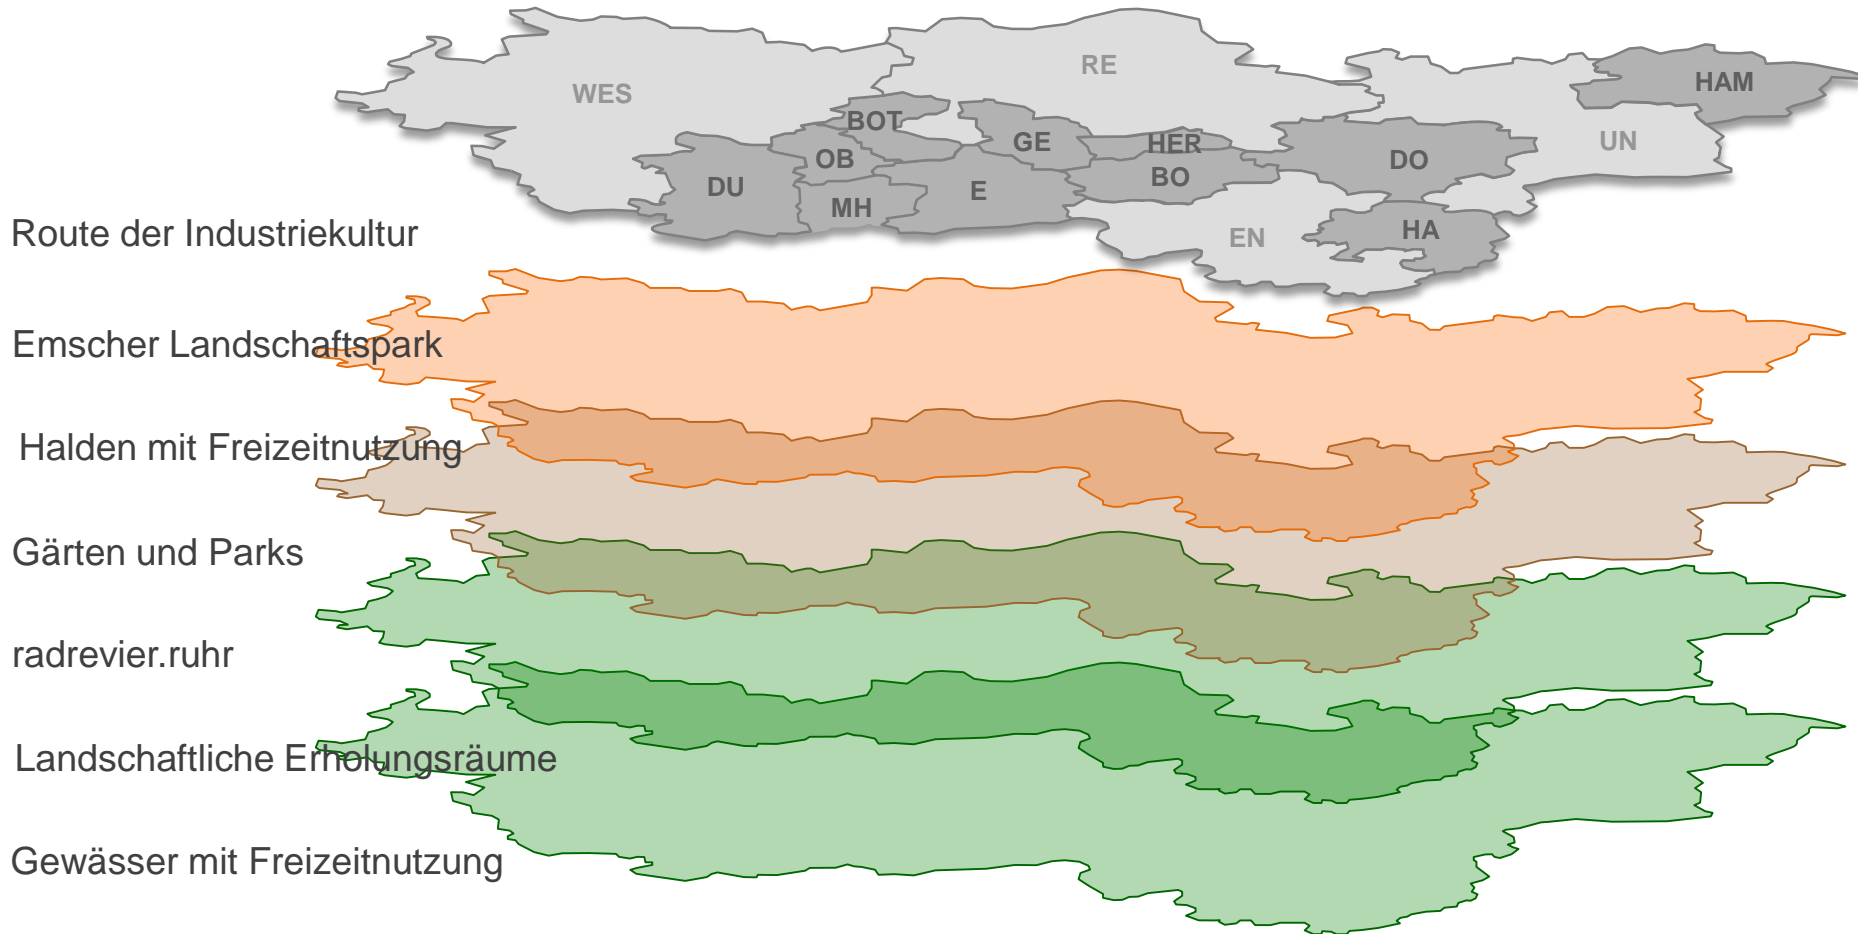 WES
RE
HAM
BOT
OB
GE
HER
DO
UN
DU
MH
E
BO
HA
EN
Route der Industriekultur
Emscher Landschaftspark
Halden mit Freizeitnutzung
Gärten und Parks
radrevier.ruhr
Landschaftliche Erholungsräume
Gewässer mit Freizeitnutzung